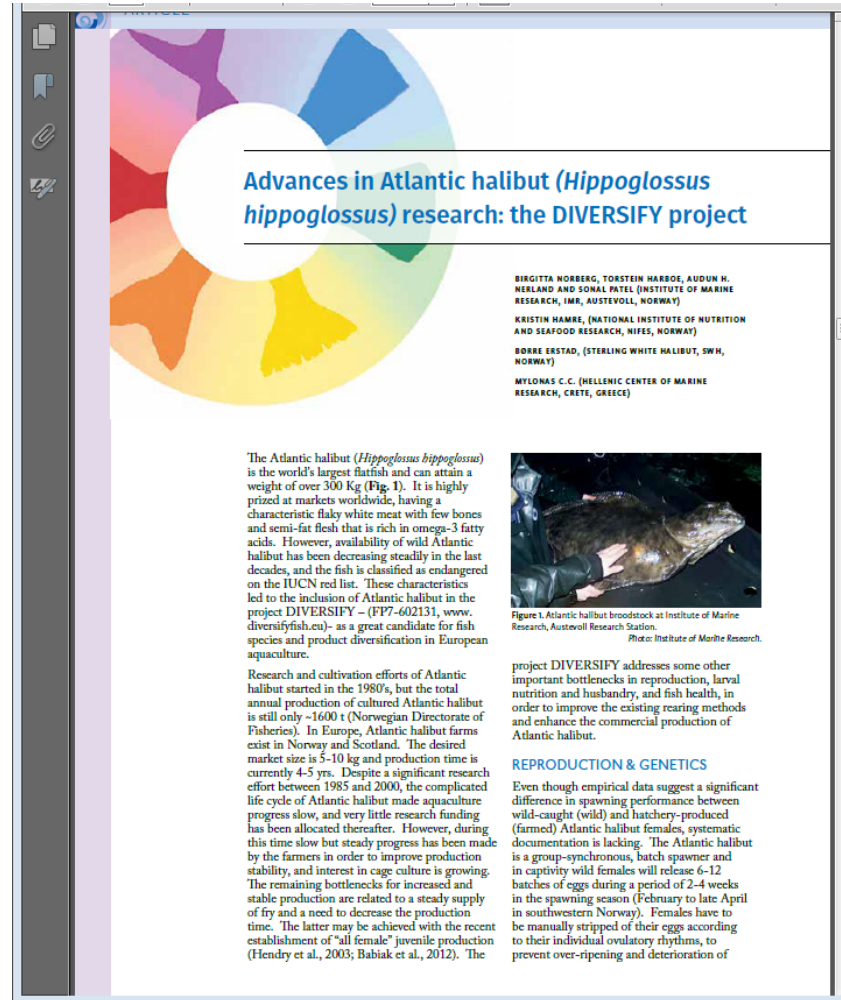 ARTICLE
Advances in Atlantic halibut (Hippoglossus
hippoglossus) research: the DIVERSIFY project
BIRGITTA NORBERG, TORSTEIN HARBOE, AUDUN H.
NERLAND AND SONAL PATEL (INSTITUTE OF MARINE
RESEARCH, IMR, AUSTEVOLL, NORWAY)
KRISTIN HAMRE, (NATIONAL INSTITUTE OF NUTRITION
AND SEAFOOD RESEARCH, NIFES, NORWAY)
BØRRE ERSTAD, (STERLING WHITE HALIBUT, SWH,
NORWAY)
MYLONAS C.C. (HELLENIC CENTER OF MARINE
RESEARCH, CRETE, GREECE)
The Atlantic halibut (Hippoglossus hippoglossus)
is the world's largest flatfish and can attain a
weight of over 300 Kg (Fig. 1). It is highly
prized at markets worldwide, having a
characteristic flaky white meat with few bones
and semi-fat flesh that is rich in omega-3 fatty
acids. However, availability of wild Atlantic
halibut has been decreasing steadily in the last
decades, and the fish is classified as endangered
on the IUCN red list. These characteristics
led to the inclusion of Atlantic halibut in the
project DIVERSIFY – (FP7-602131, www.
diversifyfish.eu)- as a great candidate for fish
species and product diversification in European
aquaculture.
Research and cultivation efforts of Atlantic
halibut started in the 1980's, but the total
annual production of cultured Atlantic halibut
is still only ~1600 t (Norwegian Directorate of
Fisheries). In Europe, Atlantic halibut farms
exist in Norway and Scotland. The desired
market size is 5-10 kg and production time is
currently 4-5 yrs. Despite a significant research
effort between 1985 and 2000, the complicated
life cycle of Atlantic halibut made aquaculture
progress slow, and very little research funding
has been allocated thereafter. However, during
this time slow but steady progress has been made
by the farmers in order to improve production
stability, and interest in cage culture is growing.
The remaining bottlenecks for increased and
stable production are related to a steady supply
of fry and a need to decrease the production
time. The latter may be achieved with the recent
establishment of "all female" juvenile production
(Hendry et al., 2003; Babiak et al., 2012). The
Figure 1. Atlantic halibut broodstock at Institute of Marine
Research, Austevoll Research Station.
Photo: Institute of Marine Research.
project DIVERSIFY addresses some other
important bottlenecks in reproduction, larval
nutrition and husbandry, and fish health, in
order to improve the existing rearing methods
and enhance the commercial production of
Atlantic halibut.
REPRODUCTION & GENETICS
Even though empirical data suggest a significant
difference in spawning performance between
wild-caught (wild) and hatchery-produced
(farmed) Atlantic halibut females, systematic
documentation is lacking. The Atlantic halibut
is a group-synchronous, batch spawner and
in captivity wild females will release 6-12
batches of eggs during a period of 2-4 weeks
in the spawning season (February to late April
in southwestern Norway). Females have to
be manually stripped of their eggs according
to their individual ovulatory rhythms, to
prevent over-ripening and deterioration of